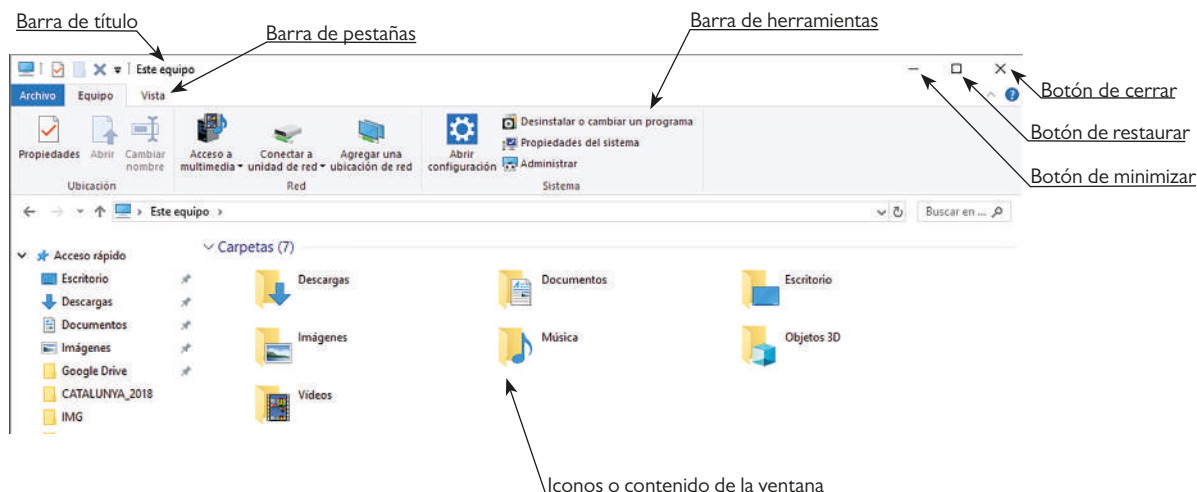 Barra de título
Barra de pestañas
Barra de herramientas
Este equipo
Botón de cerrar
Archivo Equipo Vista
Botón de restaurar
Botón de minimizar
Propiedades Abrir Cambiar nombre
Acceso a multimedia Conectar a unidad de red Agregar una ubicación de red
Abrir configuración
Desinstalar o cambiar un programa
Propiedades del sistema
Administrar
Ubicación Red Sistema
Este equipo
Buscar en ...
Acceso rápido
Escritorio
Descargas
Documentos
Imágenes
Google Drive
CATALUNYA_2018
IMG
Carpetas (7)
Descargas Documentos Escritorio
Imágenes Música Objetos 3D
Vídeos
Iconos o contenido de la ventana